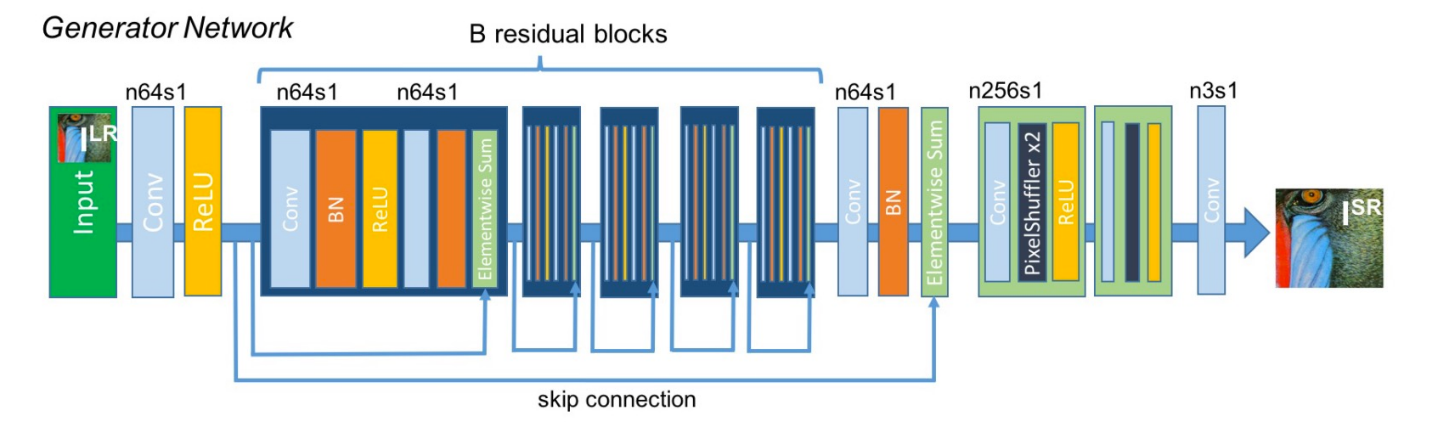 Generator Network
B residual blocks
n64s1
n64s1
n64s1
n64s1
n256s1
n3s1
I^LR
Input
Conv
ReLU
Conv
BN
ReLU
Elementwise Sum
Conv
BN
Elementwise Sum
Conv
PixelShuffler x2
ReLU
Conv
I^SR
skip connection